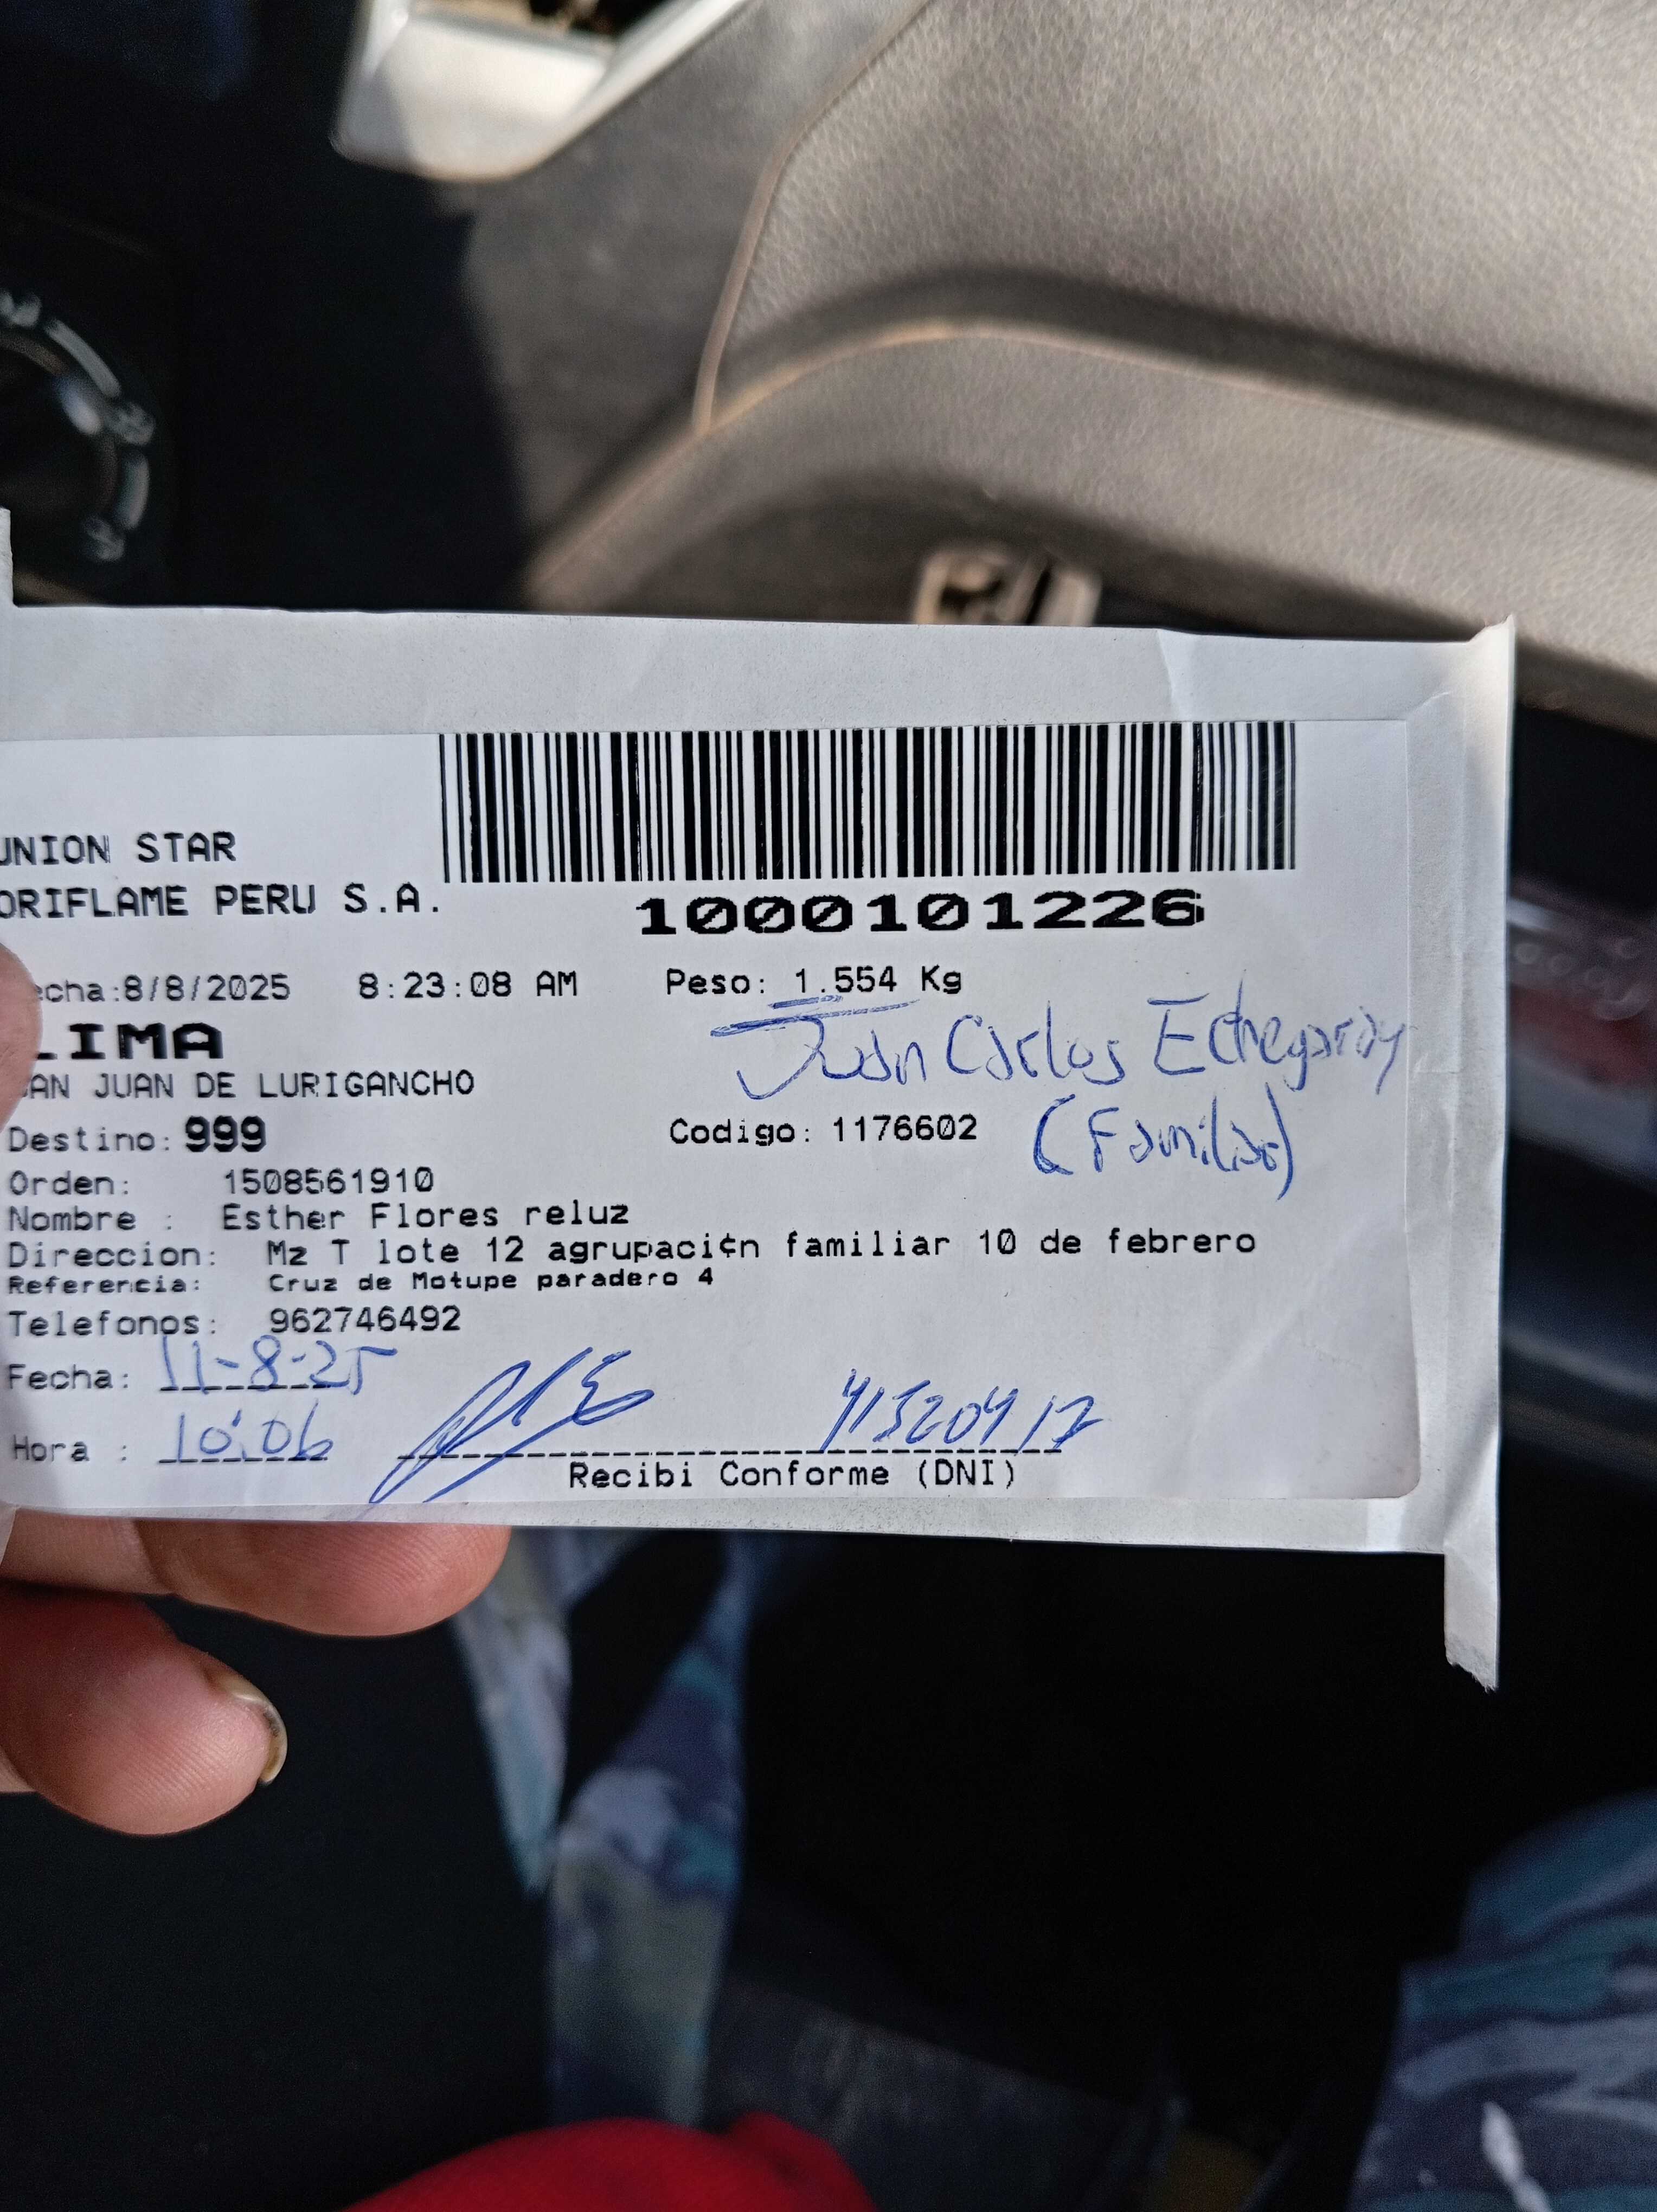 UNION STAR
ORIFLAME PERU S.A.
1000101226
echa:8/8/2025 8:23:08 AM Peso: 1.554 Kg
LIMA
Juan Carlos Echegaray
AN JUAN DE LURIGANCHO
Destino: 999 Codigo: 1176602 (Familiar)
Orden: 1508561910
Nombre : Esther Flores reluz
Direccion: Mz T lote 12 agrupaci¢n familiar 10 de febrero
Referencia: Cruz de Motupe paradero 4
Telefonos: 962746492
Fecha: 11-8-25
Hora : 10:06
Recibi Conforme (DNI)